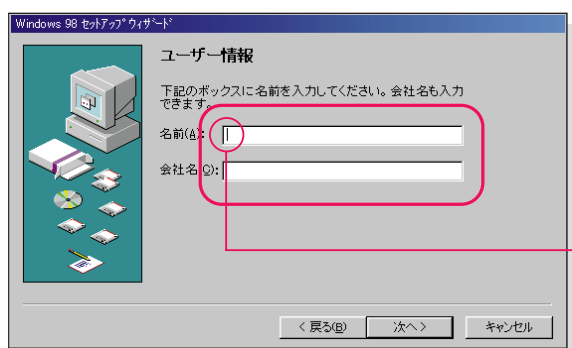 Windows 98 ｾｯﾄｱｯﾌﾟ ｳｨｻﾞｰﾄﾞ
ユーザー情報
下記のボックスに名前を入力してください。会社名も入力
できます。
名前(A):
会社名(O):
< 戻る(B)
次へ >
キャンセル